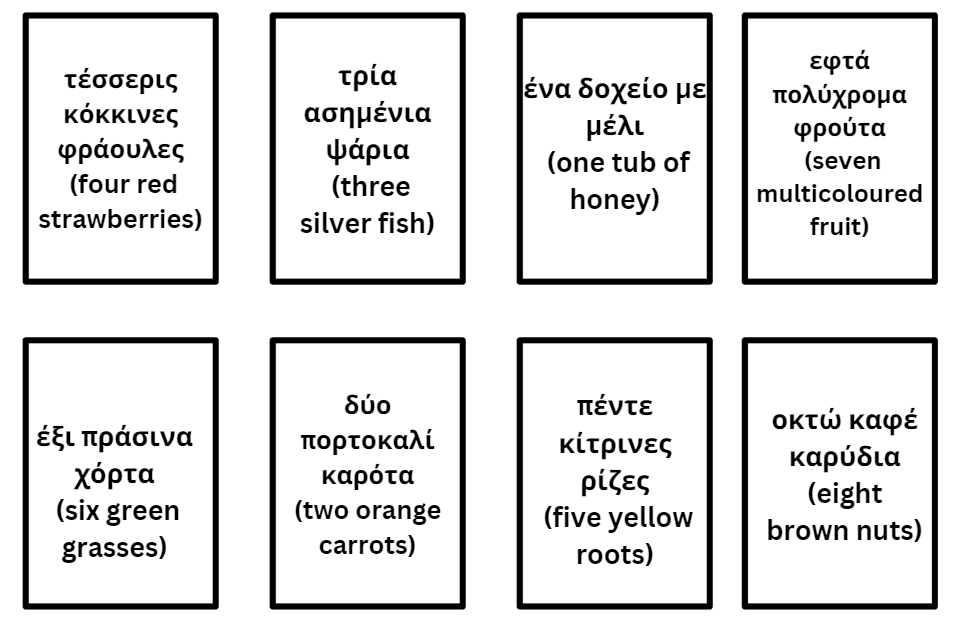 τέσσερις
κόκκινες
φράουλες
(four red
strawberries)
τρία
ασημένια
ψάρια
(three
silver fish)
ένα δοχείο με
μέλι
(one tub of
honey)
εφτά
πολύχρομα
φρούτα
(seven
multicoloured
fruit)
έξι πράσινα
χόρτα
(six green
grasses)
δύο
πορτοκαλί
καρότα
(two orange
carrots)
πέντε
κίτρινες
ρίζες
(five yellow
roots)
οκτώ καφέ
καρύδια
(eight
brown nuts)